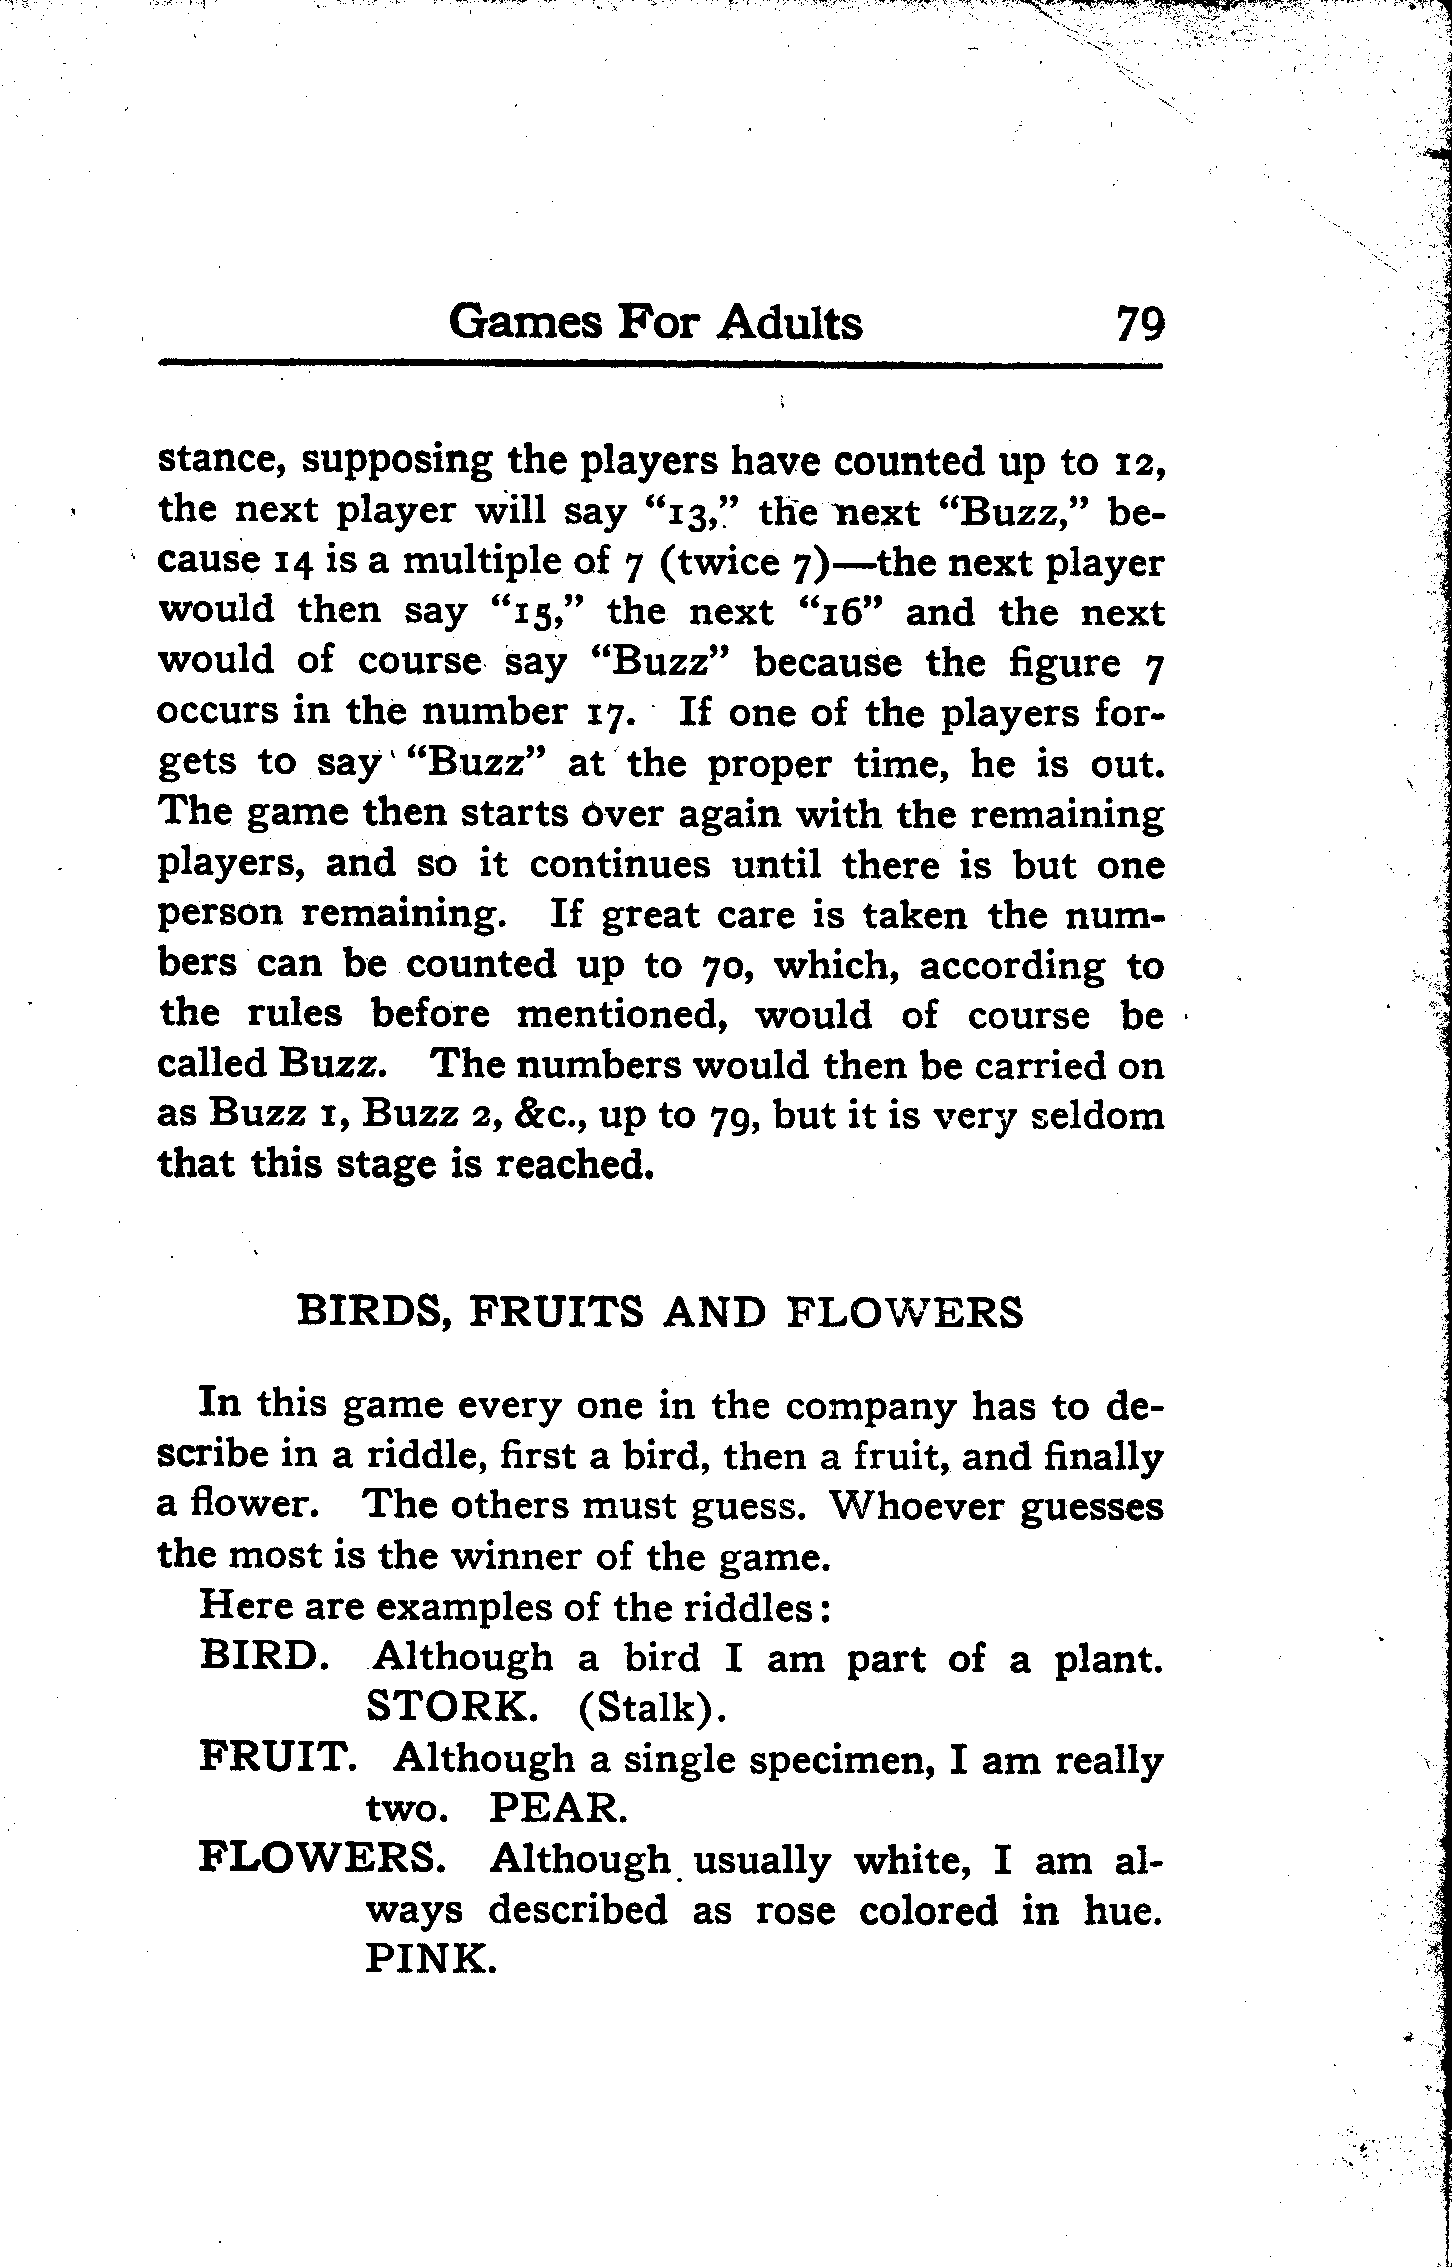 Games For Adults 79
stance, supposing the players have counted up to 12,
the next player will say “13,” the next “Buzz,” be-
cause 14 is a multiple of 7 (twice 7)—the next player
would then say “15,” the next “16” and the next
would of course say “Buzz” because the figure 7
occurs in the number 17. If one of the players for-
gets to say “Buzz” at the proper time, he is out.
The game then starts over again with the remaining
players, and so it continues until there is but one
person remaining. If great care is taken the num-
bers can be counted up to 70, which, according to
the rules before mentioned, would of course be
called Buzz. The numbers would then be carried on
as Buzz 1, Buzz 2, &c., up to 79, but it is very seldom
that this stage is reached.
BIRDS, FRUITS AND FLOWERS
In this game every one in the company has to de-
scribe in a riddle, first a bird, then a fruit, and finally
a flower. The others must guess. Whoever guesses
the most is the winner of the game.
Here are examples of the riddles:
BIRD. Although a bird I am part of a plant.
STORK. (Stalk).
FRUIT. Although a single specimen, I am really
two. PEAR.
FLOWERS. Although usually white, I am al-
ways described as rose colored in hue.
PINK.